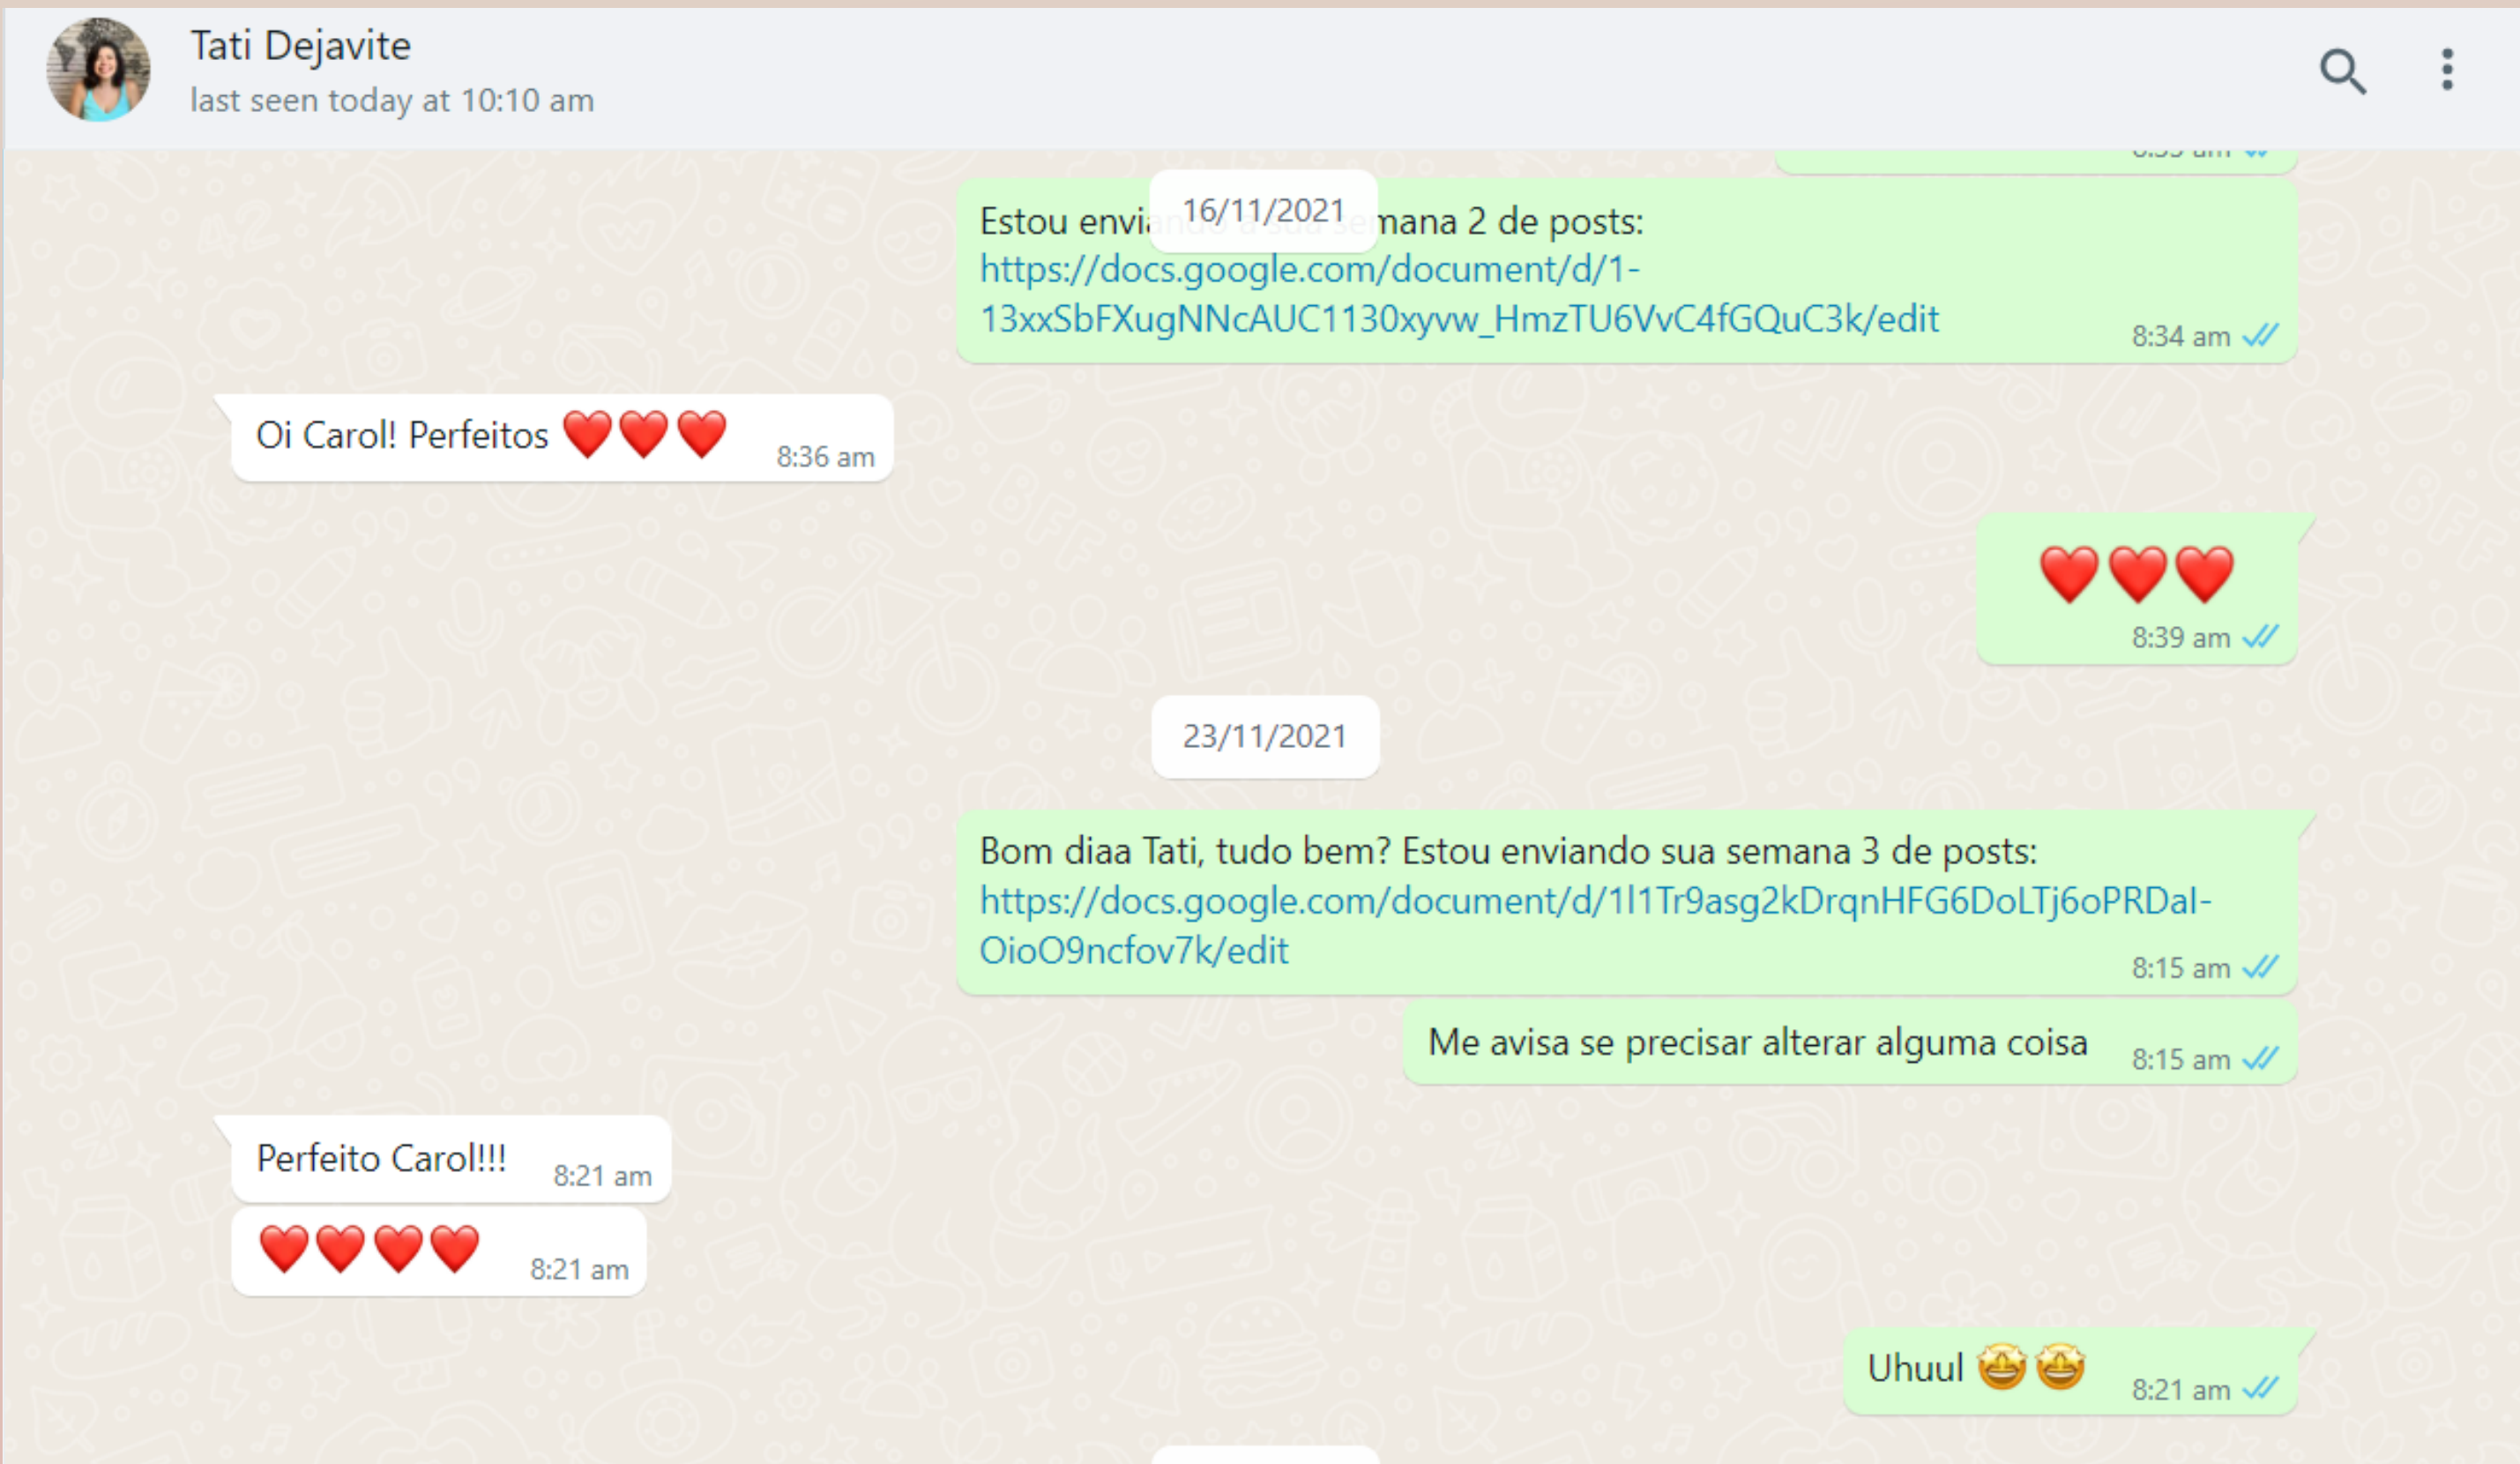 Tati Dejavite
last seen today at 10:10 am
16/11/2021
Estou enviando a sua semana 2 de posts:
https://docs.google.com/document/d/1-
13xxSbFXugNNcAUC1130xyvw_HmzTU6VvC4fGQuC3k/edit
8:34 am
Oi Carol! Perfeitos ❤️❤️❤️
8:36 am
❤️❤️❤️
8:39 am
23/11/2021
Bom diaa Tati, tudo bem? Estou enviando sua semana 3 de posts:
https://docs.google.com/document/d/1l1Tr9asg2kDrqnHFG6DoLTj6oPRDaI-
OioO9ncfov7k/edit
8:15 am
Me avisa se precisar alterar alguma coisa
8:15 am
Perfeito Carol!!!
8:21 am
❤️❤️❤️❤️
8:21 am
Uhuul 🤩🤩
8:21 am